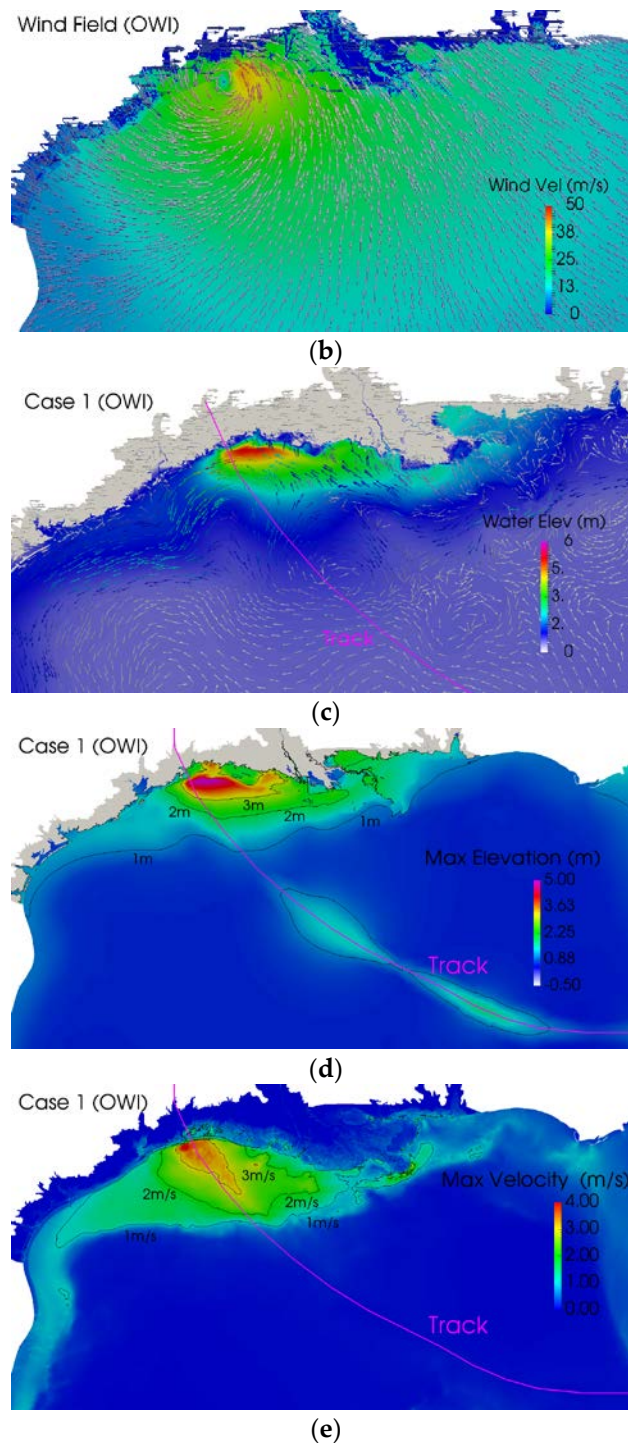 Wind Field (OWI)
Wind Vel (m/s)
50
38.
25.
13.
0
(b)
Case 1 (OWI)
Water Elev (m)
6
5.
3.
2.
0
Track
(c)
Case 1 (OWI)
2m
3m
2m
1m
1m
Max Elevation (m)
5.00
3.63
2.25
0.88
-0.50
Track
(d)
Case 1 (OWI)
3m/s
2m/s
2m/s
1m/s
1m/s
Max Velocity (m/s)
4.00
3.00
2.00
1.00
0.00
Track
(e)